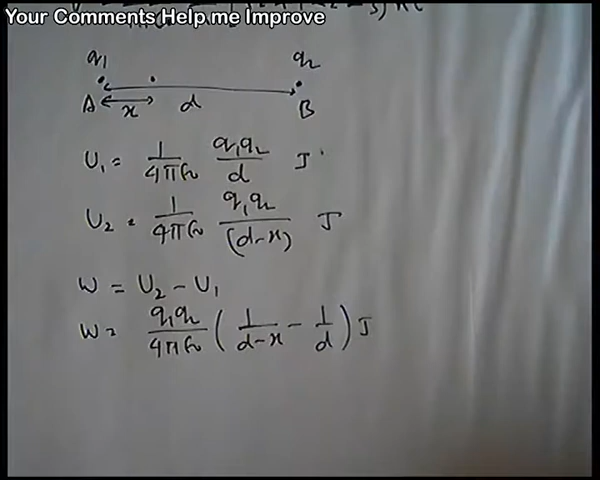 Your Comments Help me Improve
q₁ q₂
A x d B
U₁ = 1/4πε₀ q₁q₂/d J
U₂ = 1/4πε₀ q₁q₂/(d-x) J
W = U₂ - U₁
W = q₁q₂/4πε₀ ( 1/d-x - 1/d ) J